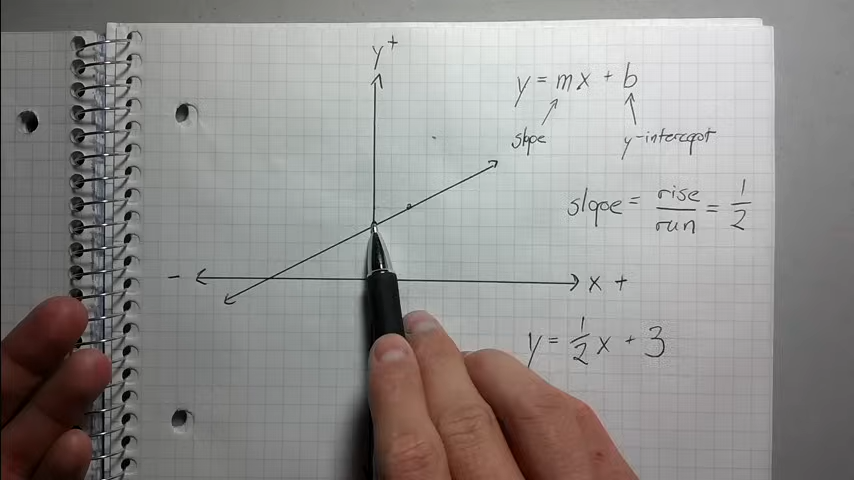 y+
y = mx + b
slope
y-intercept
slope = rise/run = 1/2
- x +
y = 1/2 x + 3